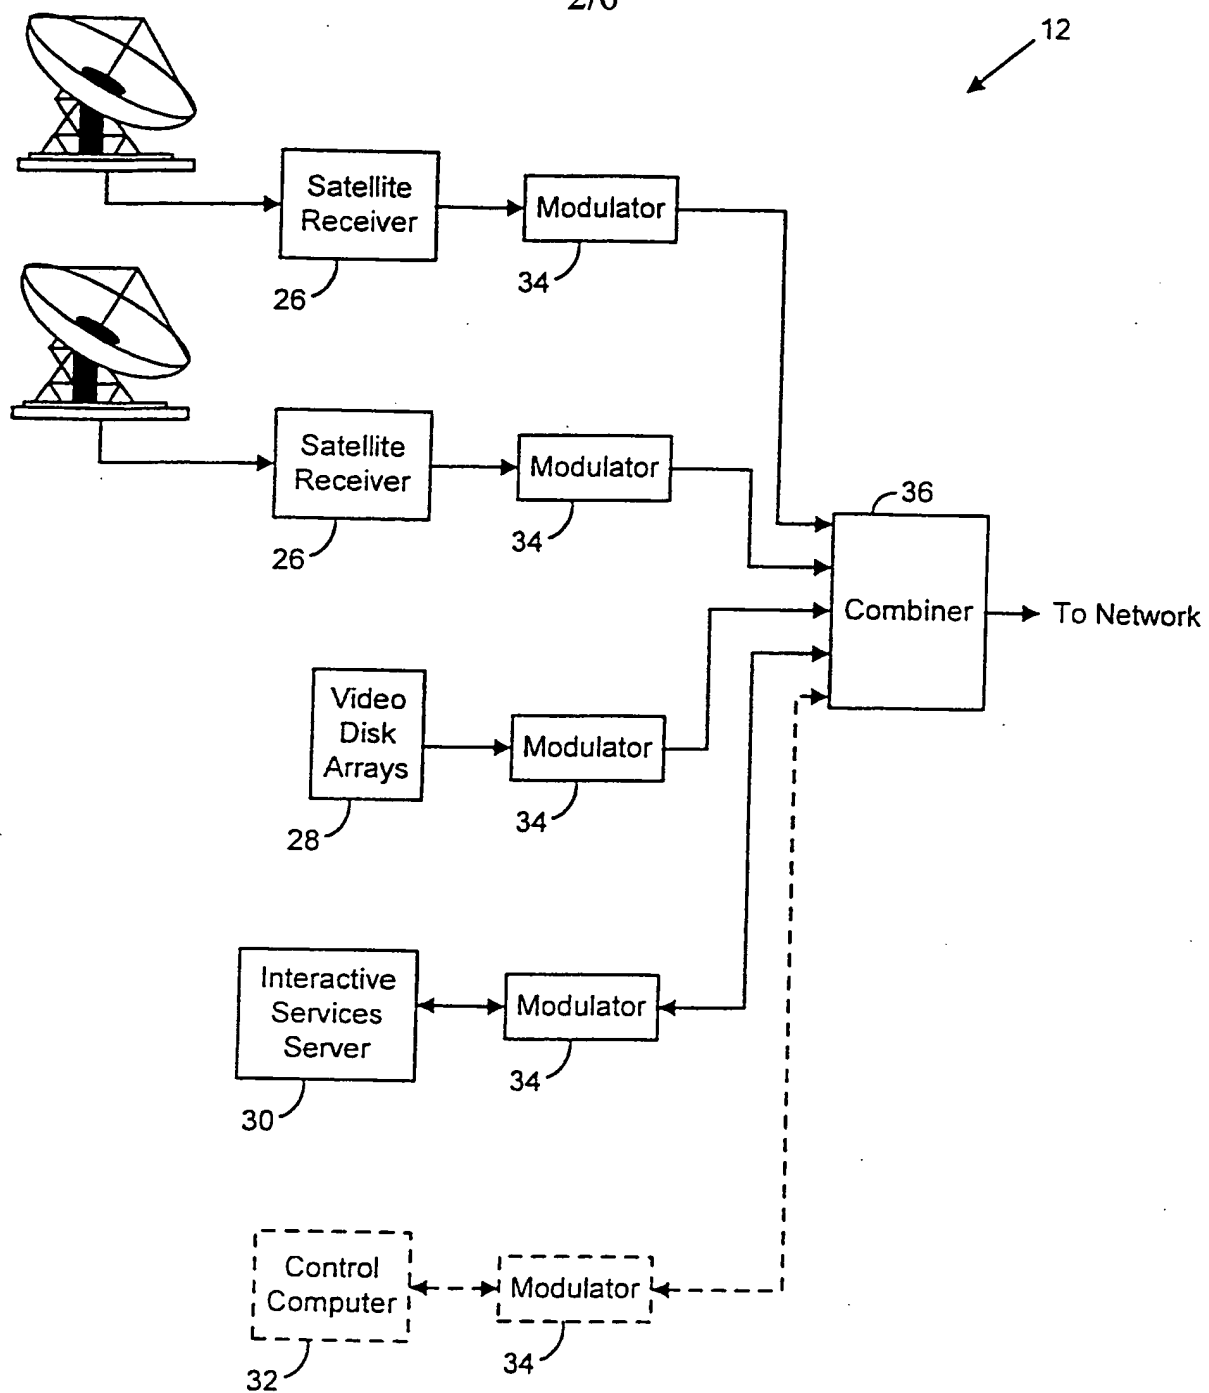 2/6
12
Satellite
Receiver
Modulator
26
34
Satellite
Receiver
Modulator
26
34
36
Combiner
To Network
Video
Disk
Arrays
Modulator
28
34
Interactive
Services
Server
Modulator
30
34
Control
Computer
Modulator
32
34